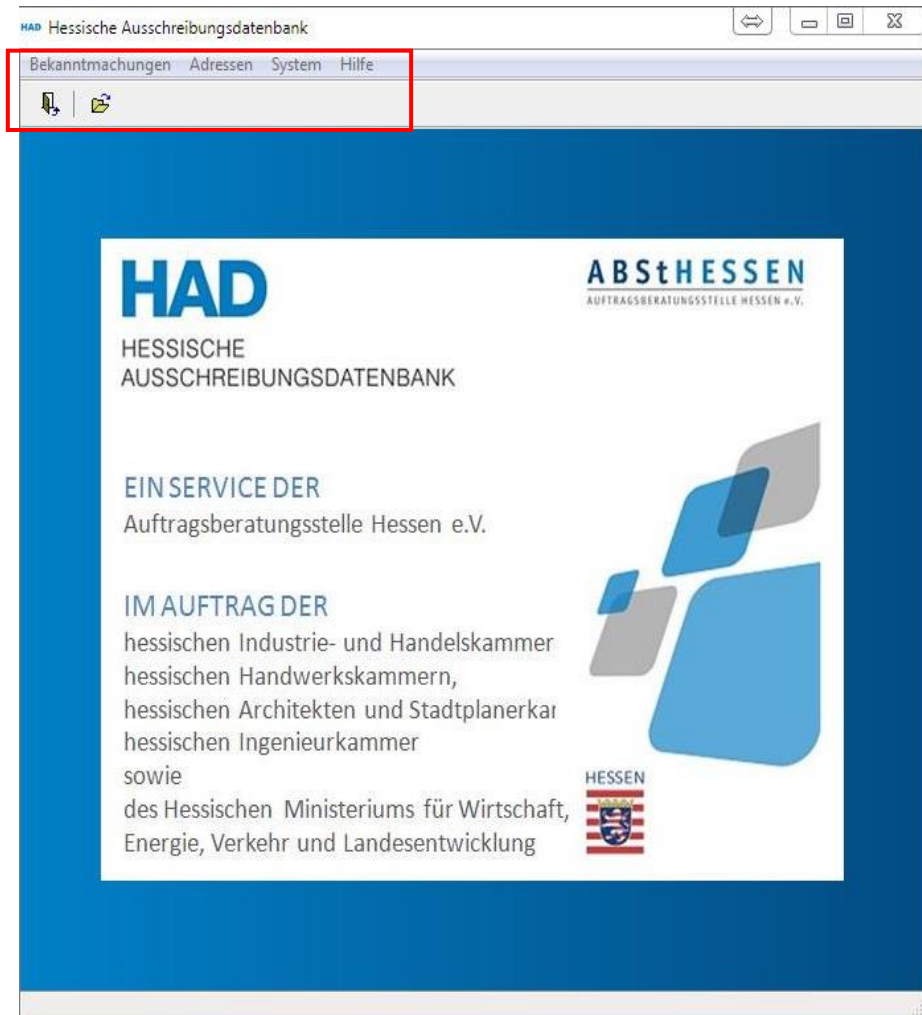 HAD Hessische Ausschreibungsdatenbank
Bekanntmachungen Adressen System Hilfe
HAD
HESSISCHE
AUSSCHREIBUNGSDATENBANK
ABStHESSEN
AUFTRAGSBERATUNGSSTELLE HESSEN e.V.
EIN SERVICE DER
Auftragsberatungsstelle Hessen e.V.
IM AUFTRAG DER
hessischen Industrie- und Handelskammer
hessischen Handwerkskammern,
hessischen Architekten und Stadtplanerkar
hessischen Ingenieurkammer
sowie
des Hessischen Ministeriums für Wirtschaft,
Energie, Verkehr und Landesentwicklung
HESSEN